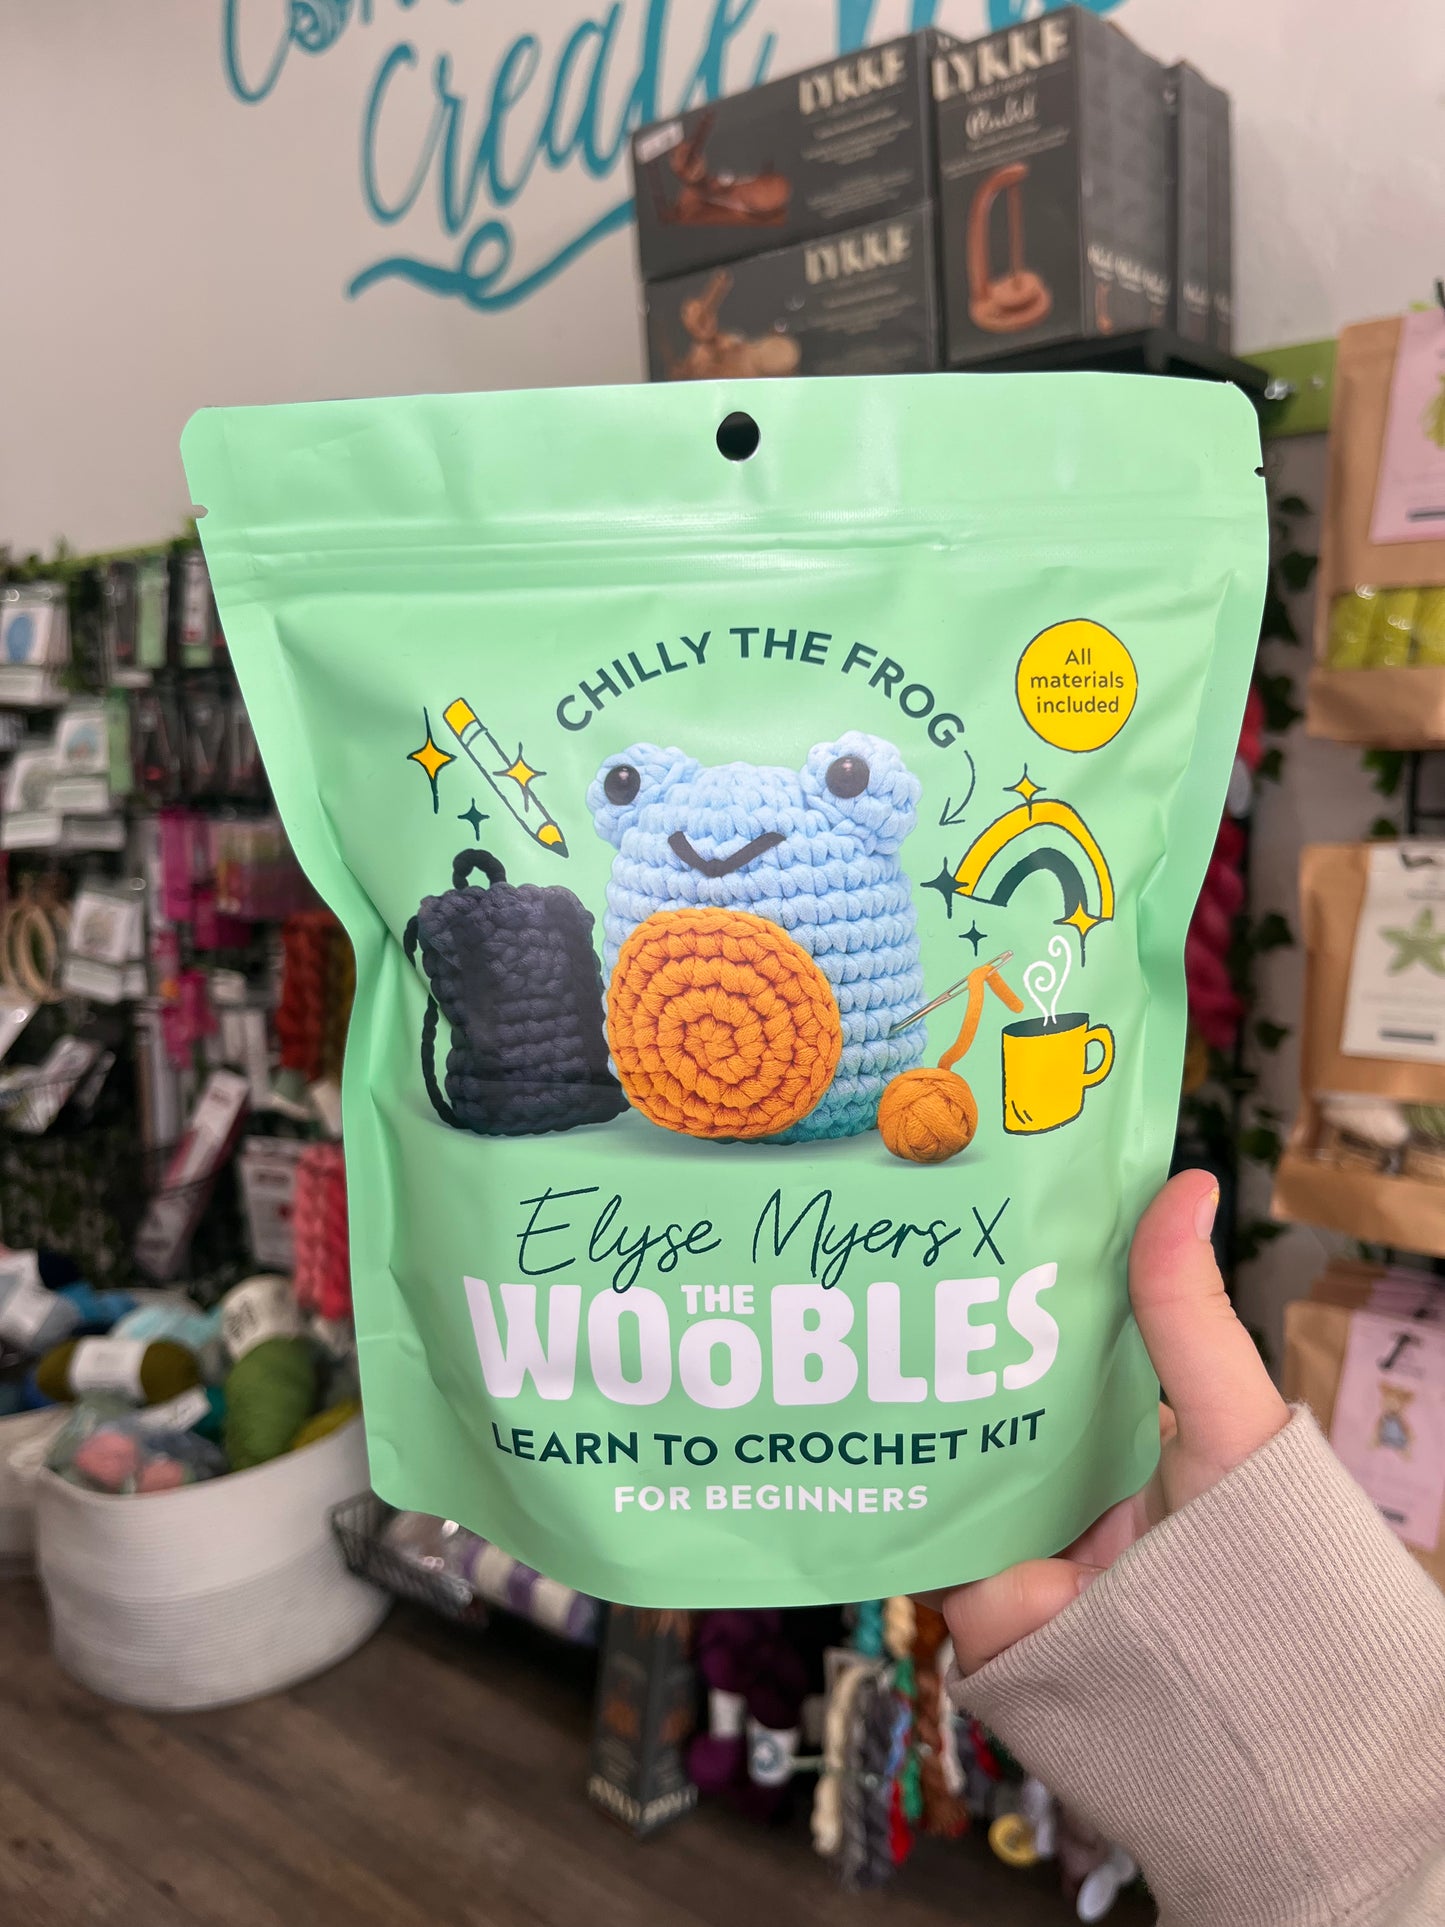 create
LYKKE
LYKKE
LYKKE
CHILLY THE FROG
All
materials
included
Elyse Myers X
THE
WOOBLES
LEARN TO CROCHET KIT
FOR BEGINNERS